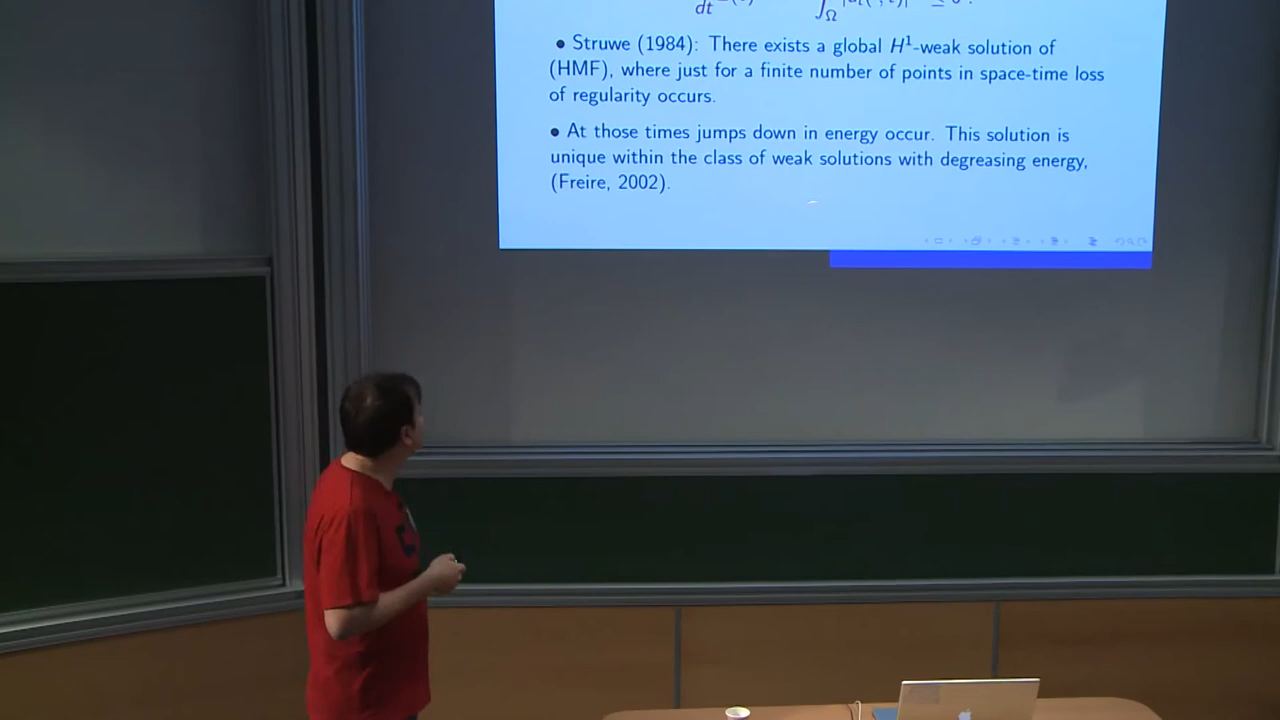 dt
Ω
• Struwe (1984): There exists a global H¹-weak solution of
(HMF), where just for a finite number of points in space-time loss
of regularity occurs.
• At those times jumps down in energy occur. This solution is
unique within the class of weak solutions with degreasing energy,
(Freire, 2002).